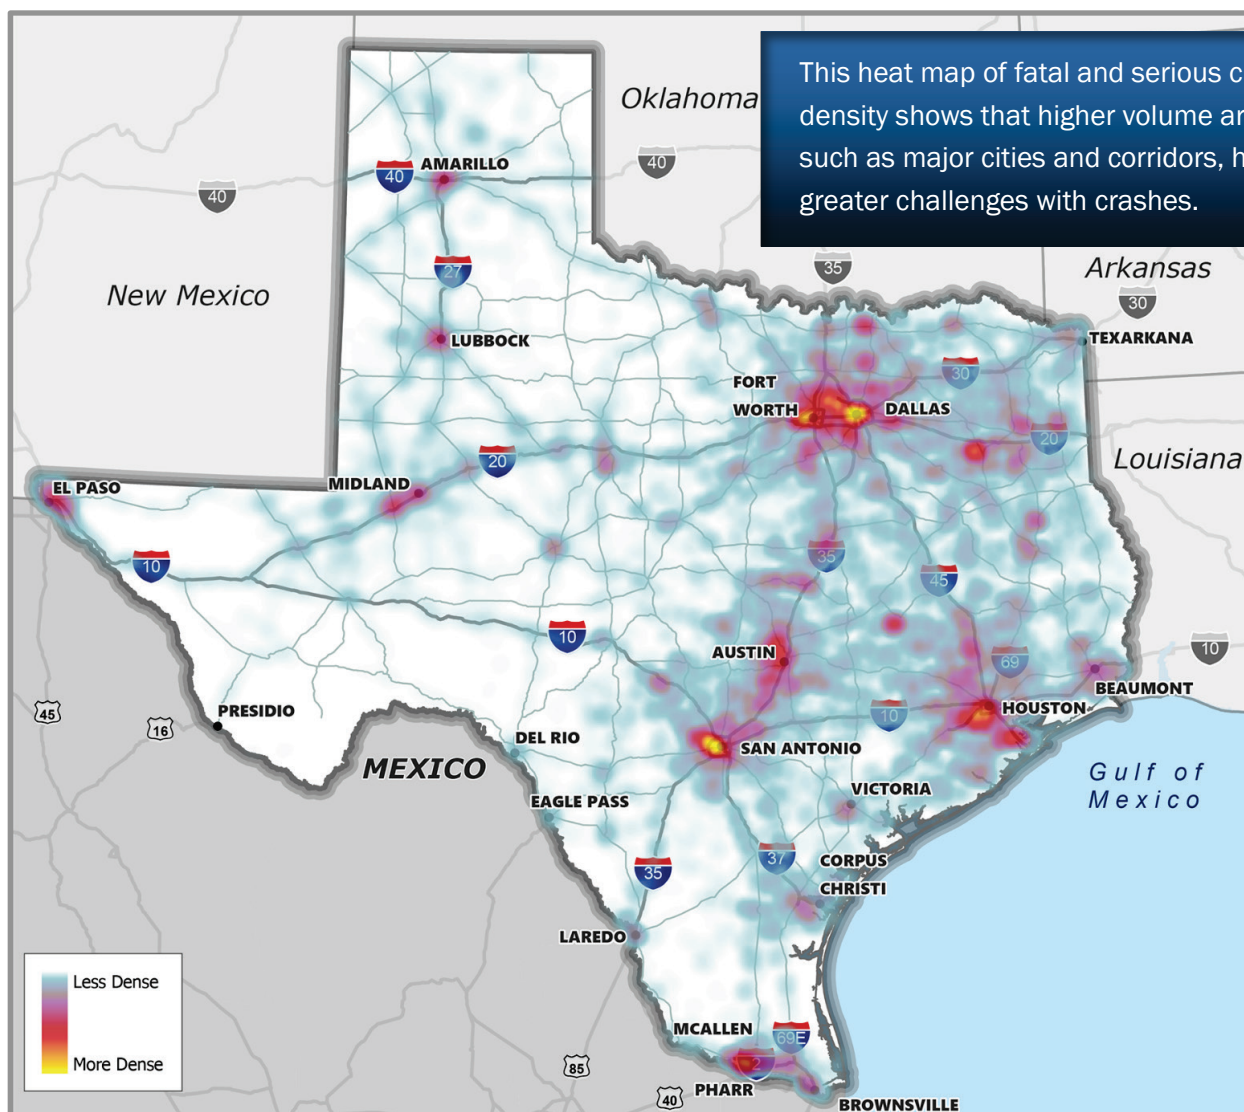 This heat map of fatal and serious c
density shows that higher volume ar
such as major cities and corridors, h
greater challenges with crashes.
Oklahoma
40
AMARILLO
40
40
27
New Mexico
35
Arkansas
30
LUBBOCK
TEXARKANA
30
FORT
WORTH
DALLAS
20
20
Louisiana
MIDLAND
EL PASO
10
35
45
10
AUSTIN
69
10
BEAUMONT
HOUSTON
10
PRESIDIO
45
16
DEL RIO
SAN ANTONIO
MEXICO
Gulf of
Mexico
EAGLE PASS
VICTORIA
37
CORPUS
CHRISTI
35
LAREDO
Less Dense
More Dense
MCALLEN
69E
2
85
PHARR
40
BROWNSVILLE